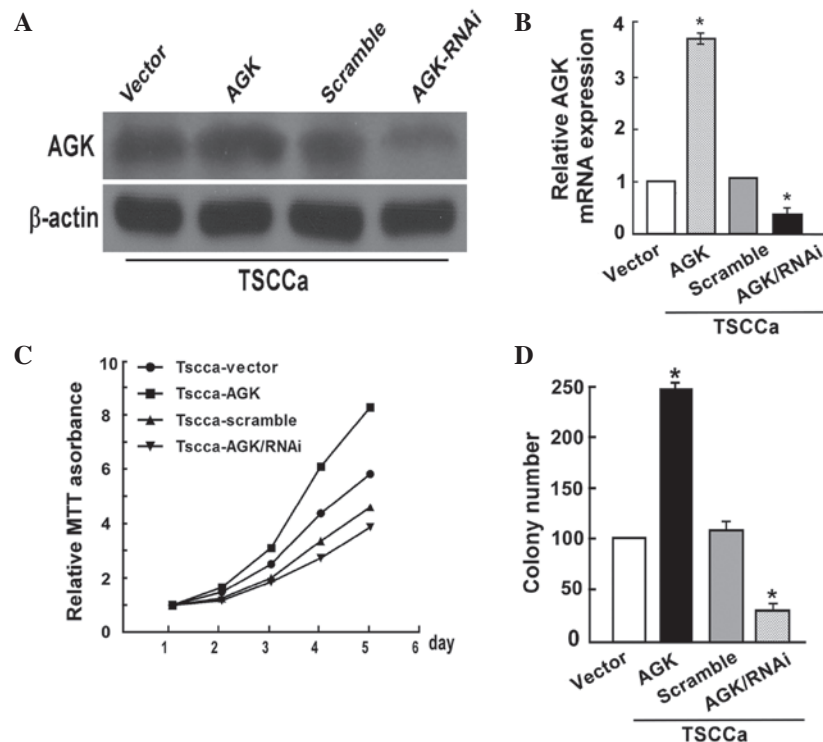 A
Vector
AGK
Scramble
AGK-RNAi
AGK
β-actin
TSCCa
B
Relative AGK
mRNA expression
4
3
2
1
0
*
*
Vector
AGK
Scramble
AGK/RNAi
TSCCa
C
Relative MTT asorbance
10
8
6
4
2
0
Tscca-vector
Tscca-AGK
Tscca-scramble
Tscca-AGK/RNAi
1 2 3 4 5 6 day
D
Colony number
250
200
150
100
50
0
*
*
Vector
AGK
Scramble
AGK/RNAi
TSCCa